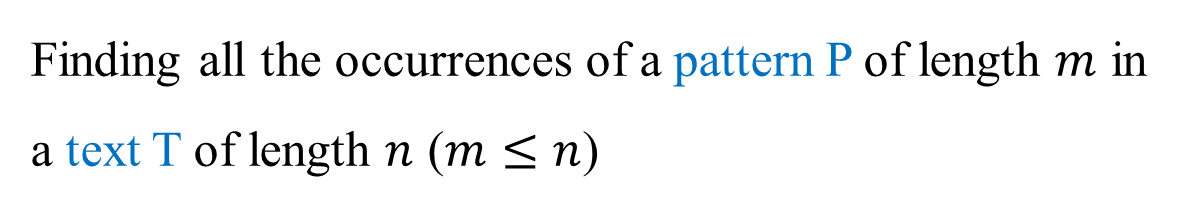 Finding all the occurrences of a pattern P of length m in
a text T of length n (m ≤ n)